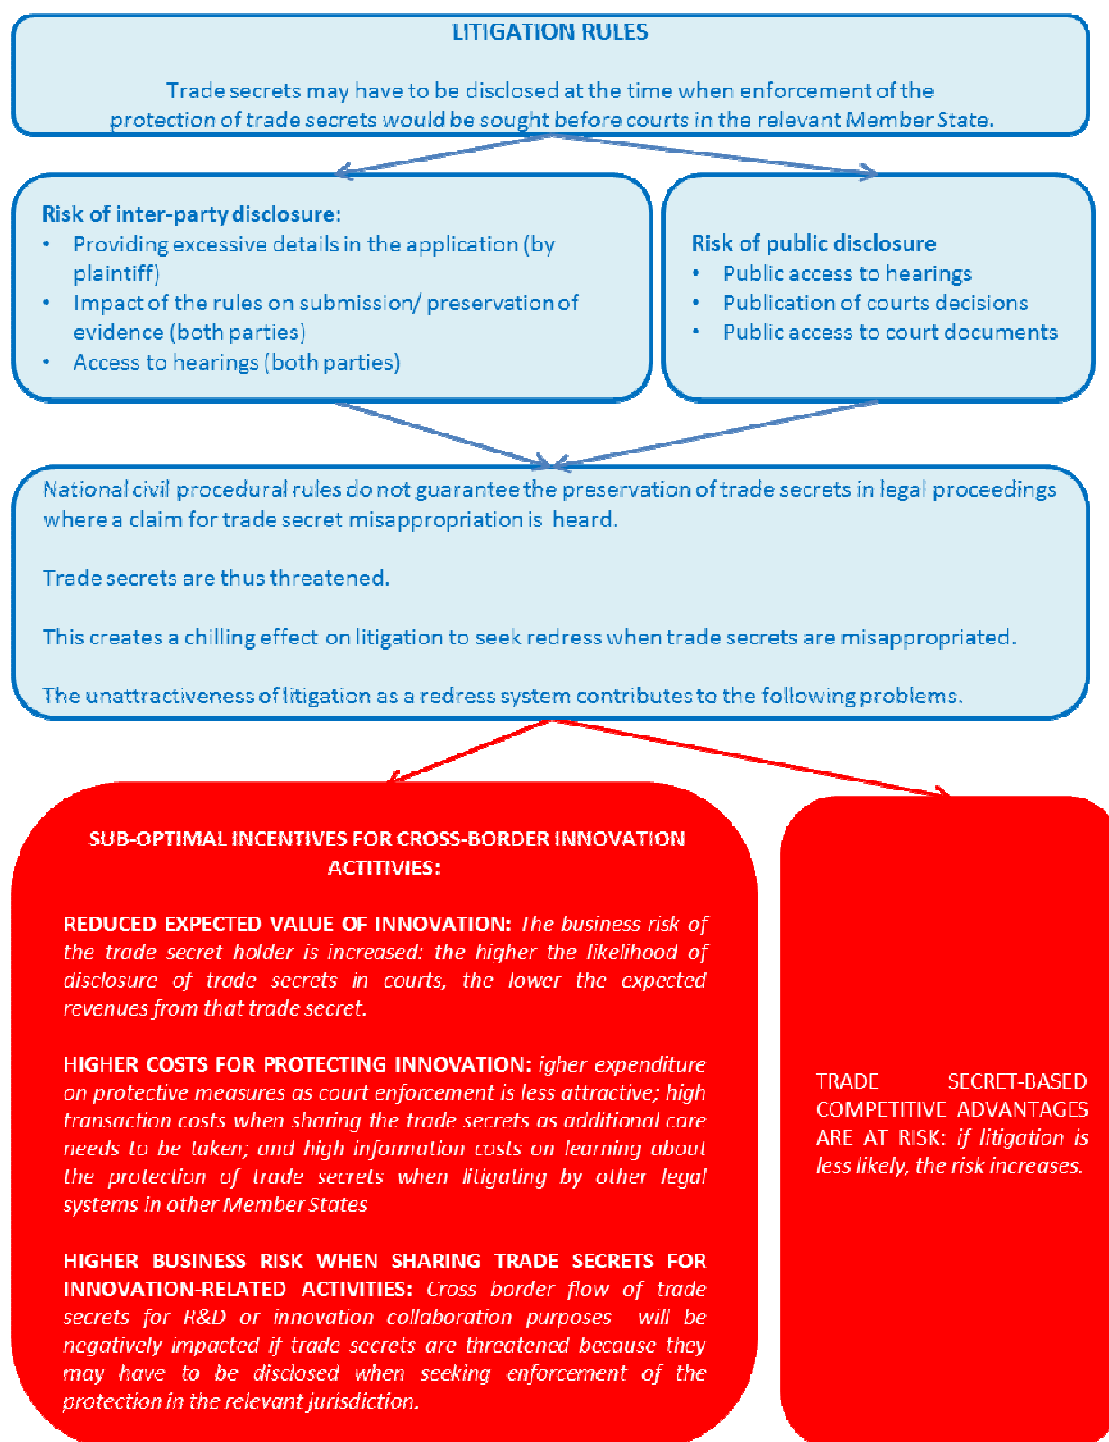 LITIGATION RULES
Trade secrets may have to be disclosed at the time when enforcement of the
protection of trade secrets would be sought before courts in the relevant Member State.
Risk of inter-party disclosure:
• Providing excessive details in the application (by
plaintiff)
• Impact of the rules on submission/ preservation of
evidence (both parties)
• Access to hearings (both parties)
Risk of public disclosure
• Public access to hearings
• Publication of courts decisions
• Public access to court documents
National civil procedural rules do not guarantee the preservation of trade secrets in legal proceedings
where a claim for trade secret misappropriation is heard.
Trade secrets are thus threatened.
This creates a chilling effect on litigation to seek redress when trade secrets are misappropriated.
The unattractiveness of litigation as a redress system contributes to the following problems.
SUB-OPTIMAL INCENTIVES FOR CROSS-BORDER INNOVATION
ACTITIVIES:
REDUCED EXPECTED VALUE OF INNOVATION: The business risk of
the trade secret holder is increased: the higher the likelihood of
disclosure of trade secrets in courts, the lower the expected
revenues from that trade secret.
HIGHER COSTS FOR PROTECTING INNOVATION: igher expenditure
on protective measures as court enforcement is less attractive; high
transaction costs when sharing the trade secrets as additional care
needs to be taken; and high information costs on learning about
the protection of trade secrets when litigating by other legal
systems in other Member States
HIGHER BUSINESS RISK WHEN SHARING TRADE SECRETS FOR
INNOVATION-RELATED ACTIVITIES: Cross border flow of trade
secrets for R&D or innovation collaboration purposes will be
negatively impacted if trade secrets are threatened because they
may have to be disclosed when seeking enforcement of the
protection in the relevant jurisdiction.
TRADE SECRET-BASED
COMPETITIVE ADVANTAGES
ARE AT RISK: if litigation is
less likely, the risk increases.